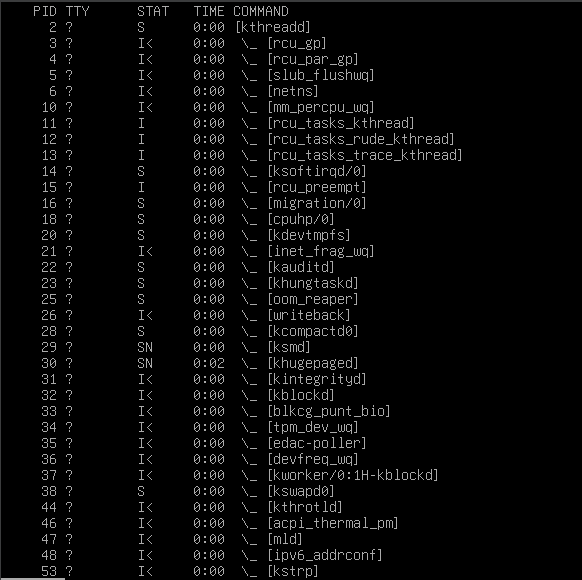 PID TTY STAT TIME COMMAND
2 ? S 0:00 [kthreadd]
3 ? I< 0:00 \_ [rcu_gp]
4 ? I< 0:00 \_ [rcu_par_gp]
5 ? I< 0:00 \_ [slub_flushwq]
6 ? I< 0:00 \_ [netns]
10 ? I< 0:00 \_ [mm_percpu_wq]
11 ? I 0:00 \_ [rcu_tasks_kthread]
12 ? I 0:00 \_ [rcu_tasks_rude_kthread]
13 ? I 0:00 \_ [rcu_tasks_trace_kthread]
14 ? S 0:00 \_ [ksoftirqd/0]
15 ? I 0:00 \_ [rcu_preempt]
16 ? S 0:00 \_ [migration/0]
18 ? S 0:00 \_ [cpuhp/0]
20 ? S 0:00 \_ [kdevtmpfs]
21 ? I< 0:00 \_ [inet_frag_wq]
22 ? S 0:00 \_ [kauditd]
23 ? S 0:00 \_ [khungtaskd]
25 ? S 0:00 \_ [oom_reaper]
26 ? I< 0:00 \_ [writeback]
28 ? S 0:00 \_ [kcompactd0]
29 ? SN 0:00 \_ [ksmd]
30 ? SN 0:02 \_ [khugepaged]
31 ? I< 0:00 \_ [kintegrityd]
32 ? I< 0:00 \_ [kblockd]
33 ? I< 0:00 \_ [blkcg_punt_bio]
34 ? I< 0:00 \_ [tpm_dev_wq]
35 ? I< 0:00 \_ [edac-poller]
36 ? I< 0:00 \_ [devfreq_wq]
37 ? I< 0:00 \_ [kworker/0:1H-kblockd]
38 ? S 0:00 \_ [kswapd0]
44 ? I< 0:00 \_ [kthrotld]
46 ? I< 0:00 \_ [acpi_thermal_pm]
47 ? I< 0:00 \_ [mld]
48 ? I< 0:00 \_ [ipv6_addrconf]
53 ? I< 0:00 \_ [kstrp]